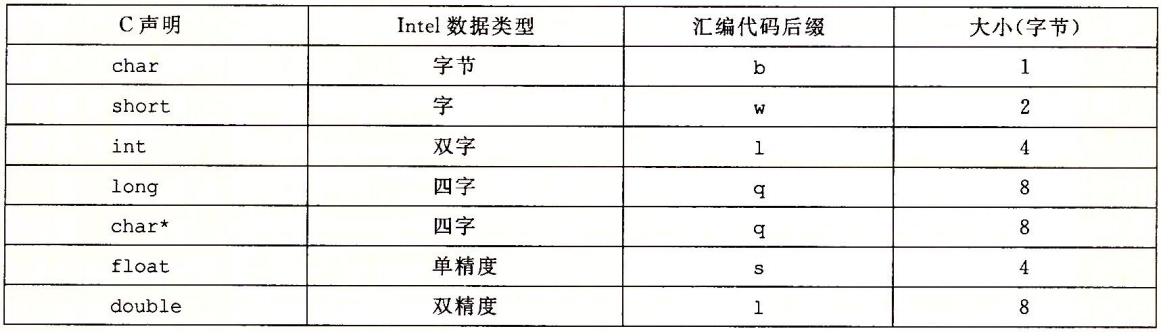 C声明 Intel 数据类型 汇编代码后缀 大小(字节)
char 字节 b 1
short 字 w 2
int 双字 l 4
long 四字 q 8
char* 四字 q 8
float 单精度 s 4
double 双精度 l 8